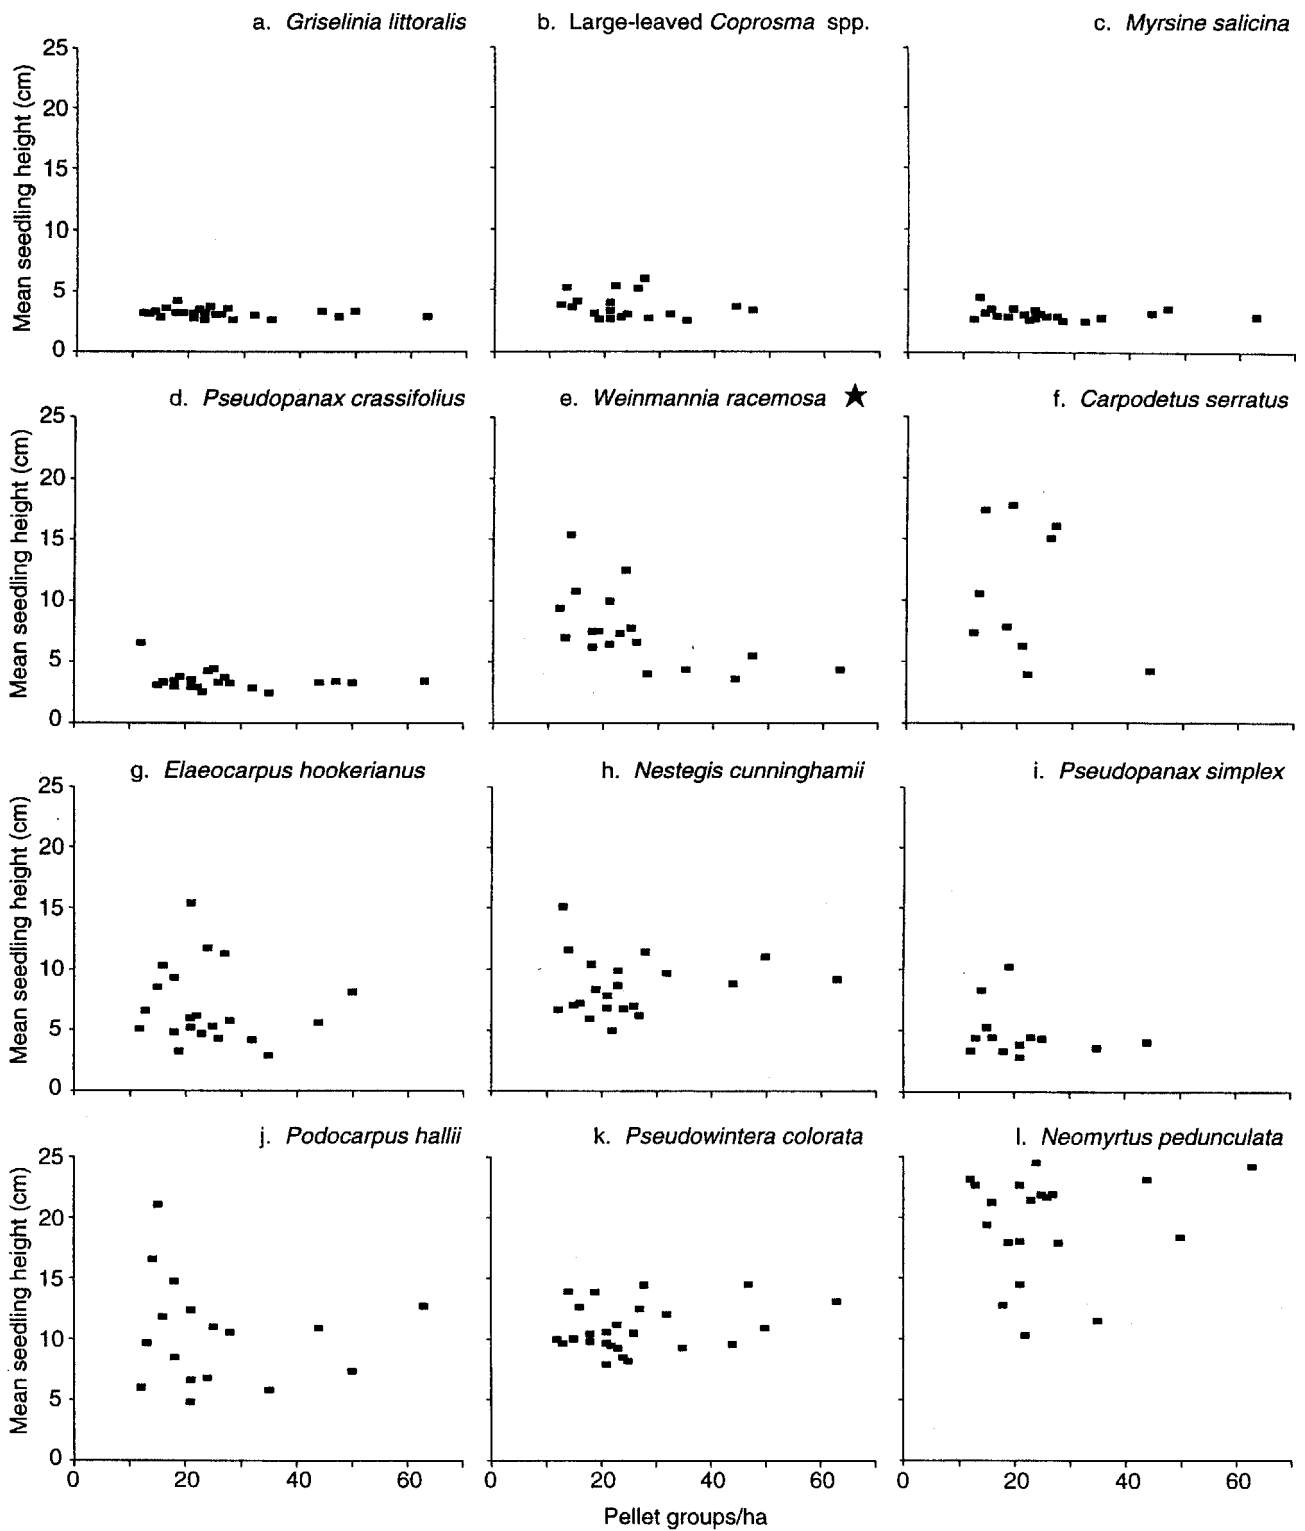 a. Griselinia littoralis
b. Large-leaved Coprosma spp.
c. Myrsine salicina
Mean seedling height (cm)
25
20
15
10
5
0
d. Pseudopanax crassifolius
e. Weinmannia racemosa ★
f. Carpodetus serratus
Mean seedling height (cm)
25
20
15
10
5
0
g. Elaeocarpus hookerianus
h. Nestegis cunninghamii
i. Pseudopanax simplex
Mean seedling height (cm)
25
20
15
10
5
0
j. Podocarpus hallii
k. Pseudowintera colorata
l. Neomyrtus pedunculata
Mean seedling height (cm)
25
20
15
10
5
0
0 20 40 60
0 20 40 60
0 20 40 60
Pellet groups/ha